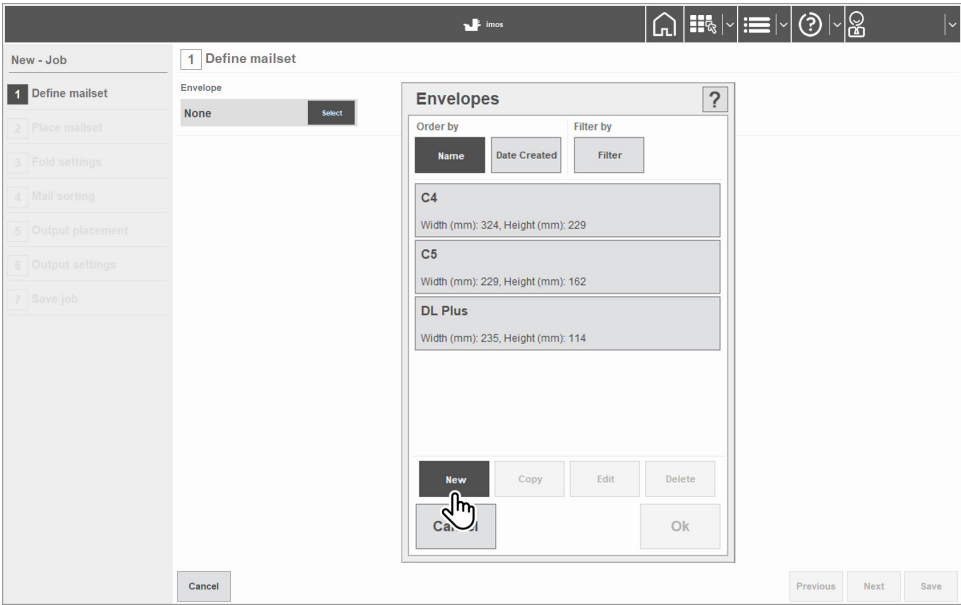 imos
New - Job
1 Define mailset
2 Place mailset
3 Fold settings
4 Mail sorting
5 Output placement
6 Output settings
7 Save job
1 Define mailset
Envelope
None
Select
Envelopes
?
Order by
Filter by
Name
Date Created
Filter
C4
Width (mm): 324, Height (mm): 229
C5
Width (mm): 229, Height (mm): 162
DL Plus
Width (mm): 235, Height (mm): 114
New
Copy
Edit
Delete
Cancel
Ok
Cancel
Previous
Next
Save